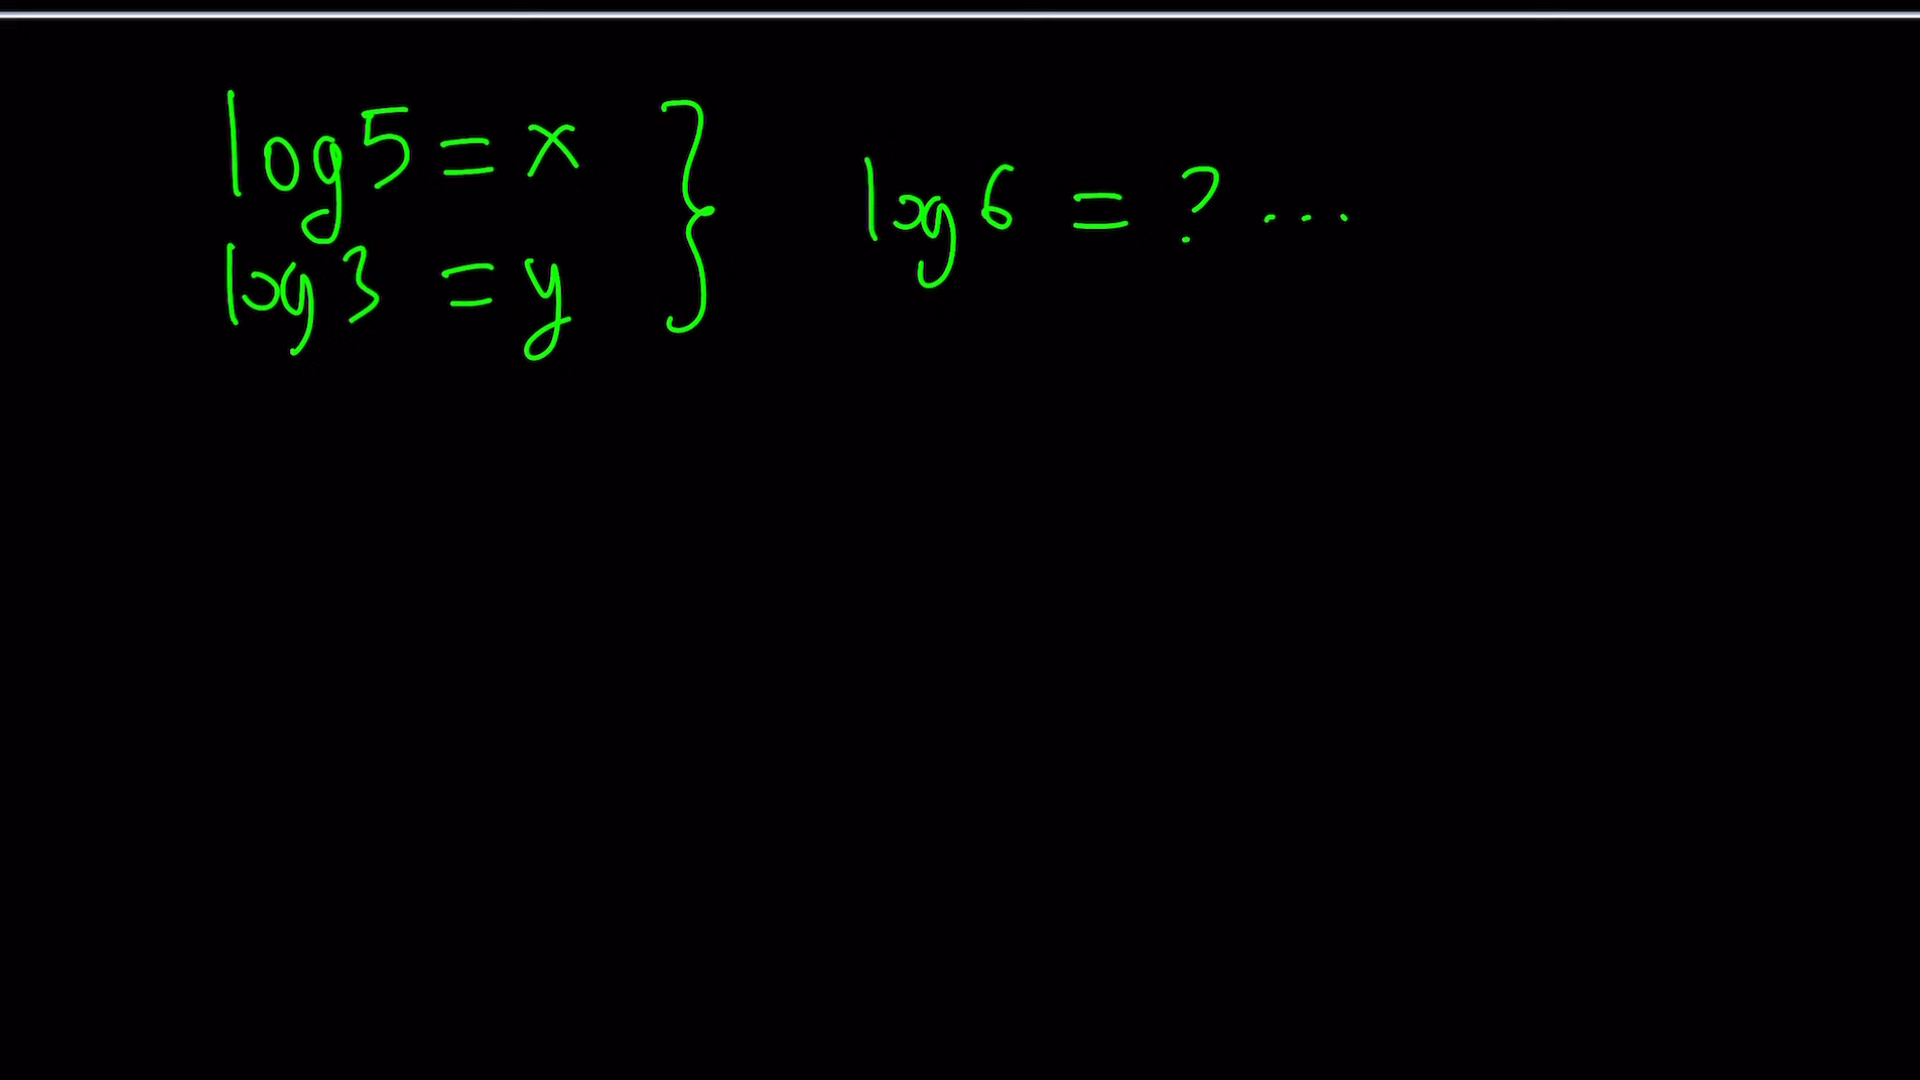 log5 = x
log3 = y
log6 = ? ...